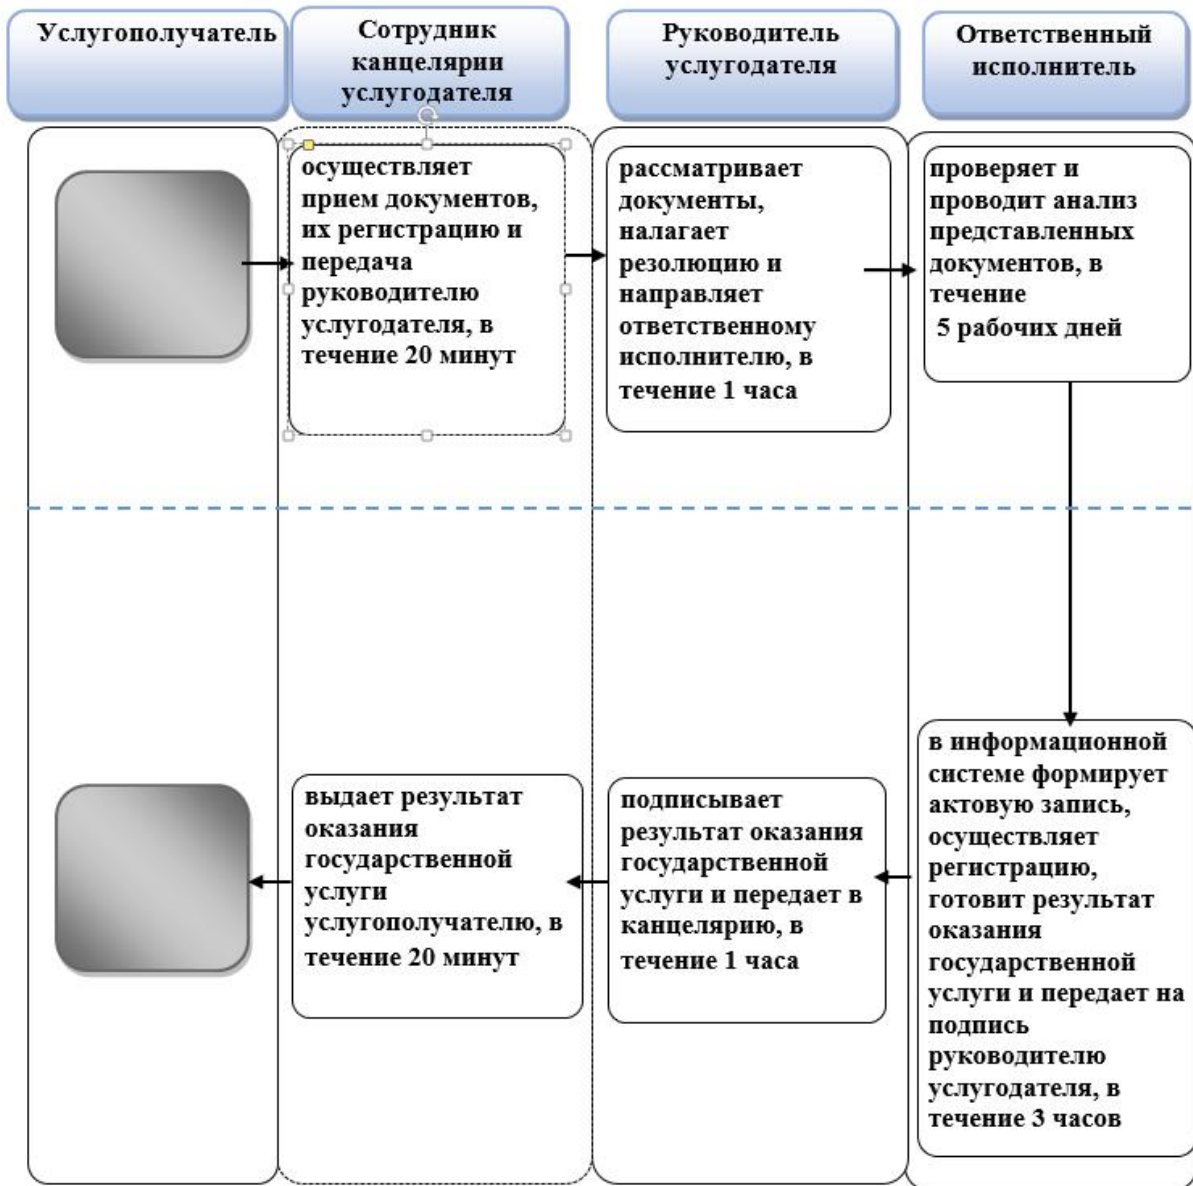 Услугополучатель
Сотрудник
канцелярии
услугодателя
Руководитель
услугодателя
Ответственный
исполнитель
осуществляет
прием документов,
их регистрацию и
передача
руководителю
услугодателя, в
течение 20 минут
рассматривает
документы,
налагает
резолюцию и
направляет
ответственному
исполнителю, в
течение 1 часа
проверяет и
проводит анализ
представленных
документов, в
течение
5 рабочих дней
выдает результат
оказания
государственной
услуги
услугополучателю, в
течение 20 минут
подписывает
результат оказания
государственной
услуги и передает в
канцелярию, в
течение 1 часа
в информационной
системе формирует
актовую запись,
осуществляет
регистрацию,
готовит результат
оказания
государственной
услуги и передает на
подпись
руководителю
услугодателя, в
течение 3 часов